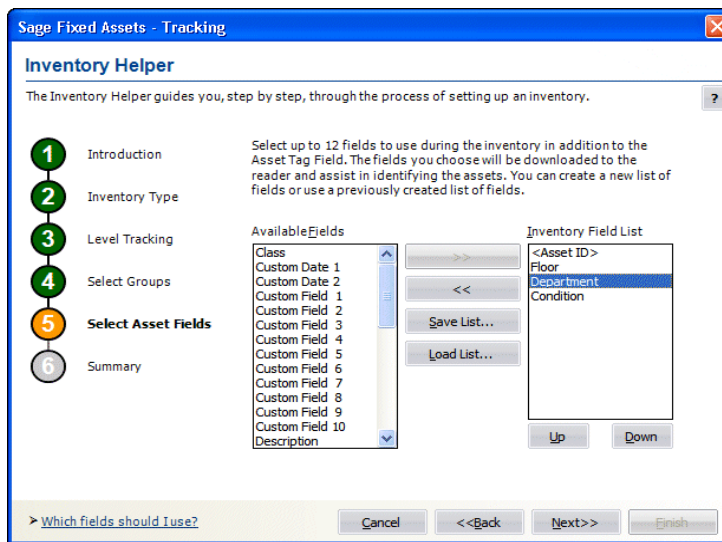 Sage Fixed Assets - Tracking
Inventory Helper
The Inventory Helper guides you, step by step, through the process of setting up an inventory.
?
1 Introduction
2 Inventory Type
3 Level Tracking
4 Select Groups
5 Select Asset Fields
6 Summary
Select up to 12 fields to use during the inventory in addition to the
Asset Tag Field. The fields you choose will be downloaded to the
reader and assist in identifying the assets. You can create a new list of
fields or use a previously created list of fields.
Available Fields
Class
Custom Date 1
Custom Date 2
Custom Field 1
Custom Field 2
Custom Field 3
Custom Field 4
Custom Field 5
Custom Field 6
Custom Field 7
Custom Field 8
Custom Field 9
Custom Field 10
Description
>>
<<
Save List...
Load List...
Inventory Field List
<Asset ID>
Floor
Department
Condition
Up
Down
➤ Which fields should I use?
Cancel
<<Back
Next>>
Finish